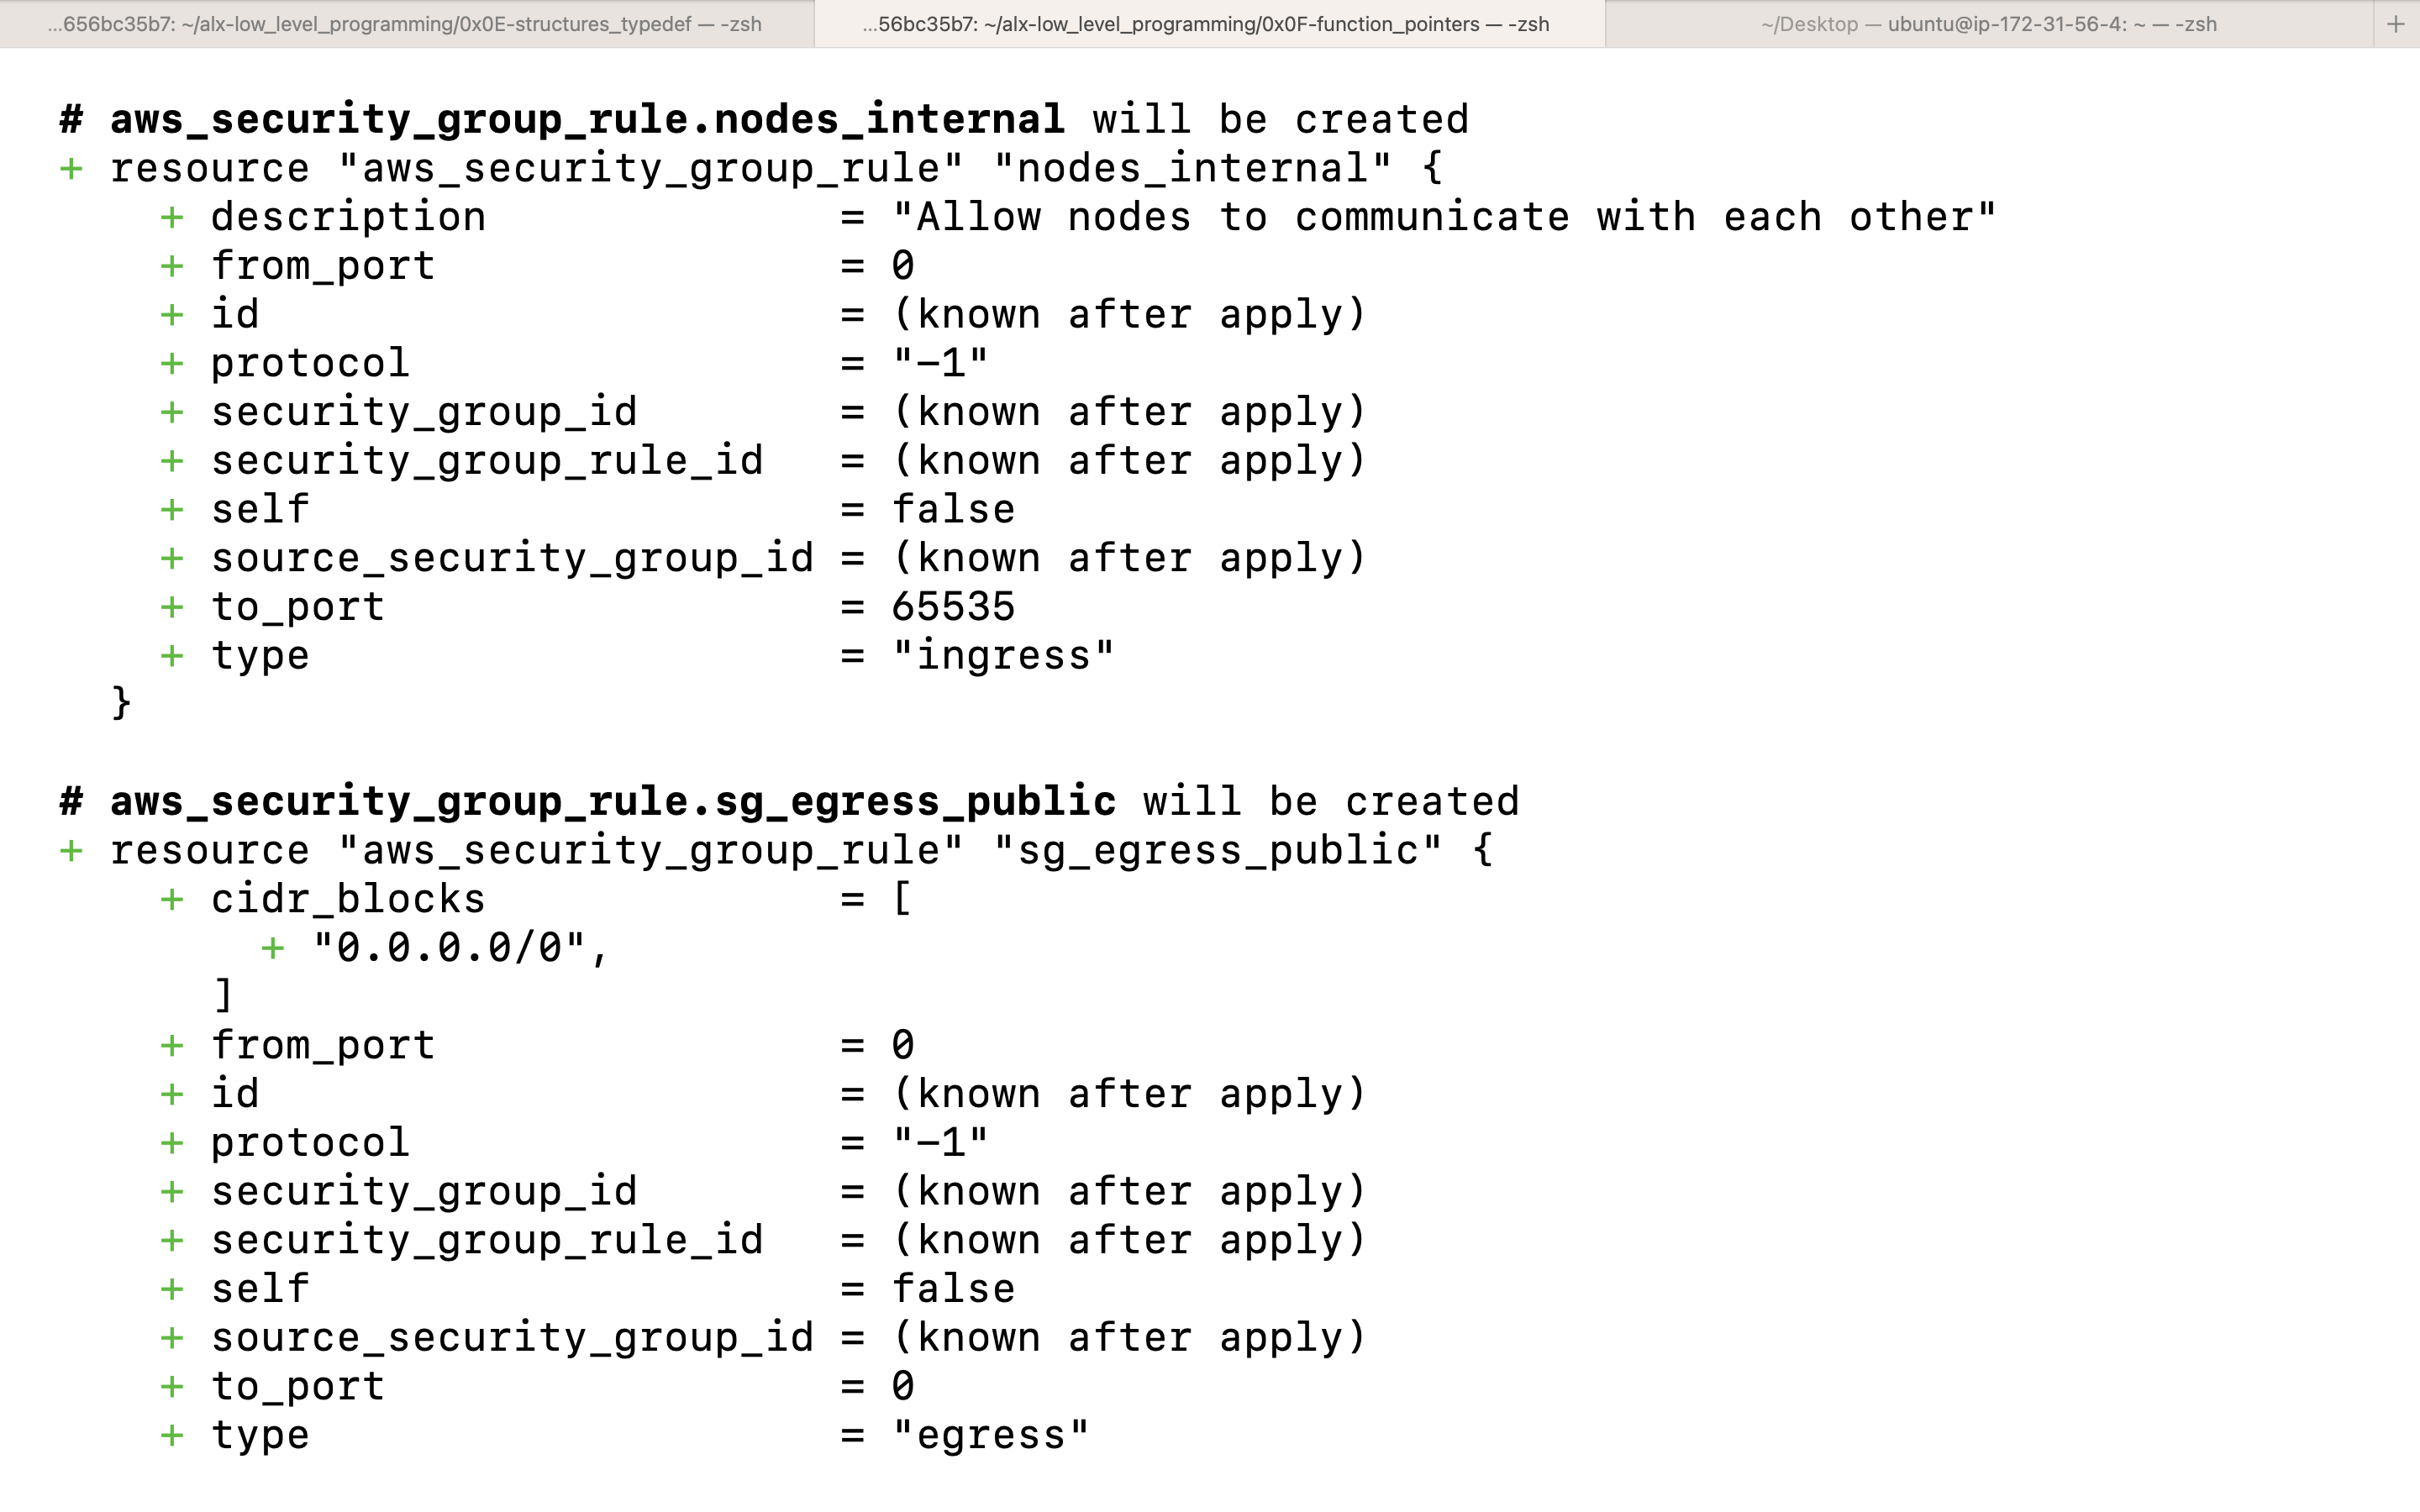 ...656bc35b7: ~/alx-low_level_programming/0x0E-structures_typedef — -zsh
...56bc35b7: ~/alx-low_level_programming/0x0F-function_pointers — -zsh
~/Desktop — ubuntu@ip-172-31-56-4: ~ — -zsh
+
# aws_security_group_rule.nodes_internal will be created
+ resource "aws_security_group_rule" "nodes_internal" {
+ description = "Allow nodes to communicate with each other"
+ from_port = 0
+ id = (known after apply)
+ protocol = "-1"
+ security_group_id = (known after apply)
+ security_group_rule_id = (known after apply)
+ self = false
+ source_security_group_id = (known after apply)
+ to_port = 65535
+ type = "ingress"
}
# aws_security_group_rule.sg_egress_public will be created
+ resource "aws_security_group_rule" "sg_egress_public" {
+ cidr_blocks = [
+ "0.0.0.0/0",
]
+ from_port = 0
+ id = (known after apply)
+ protocol = "-1"
+ security_group_id = (known after apply)
+ security_group_rule_id = (known after apply)
+ self = false
+ source_security_group_id = (known after apply)
+ to_port = 0
+ type = "egress"